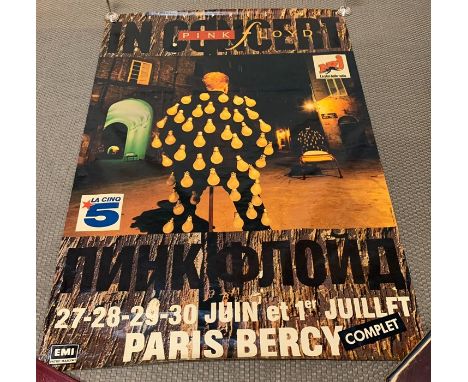 IN CONCERT
PINK FLOYD
NRJ
LA CINQ
5
ПИНК ФЛОЙД
27-28-29-30 JUIN et 1er JUILLET
PARIS BERCY
COMPLET
EMI